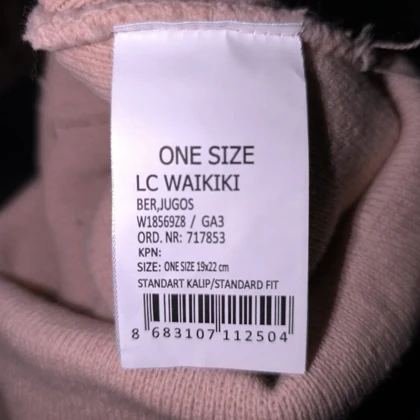 ONE SIZE
LC WAIKIKI
BER,JUGOS
W18569Z8 / GA3
ORD. NR: 717853
KPN:
SIZE: ONE SIZE 19x22 cm
STANDART KALIP/STANDARD FIT
8 683107 112504